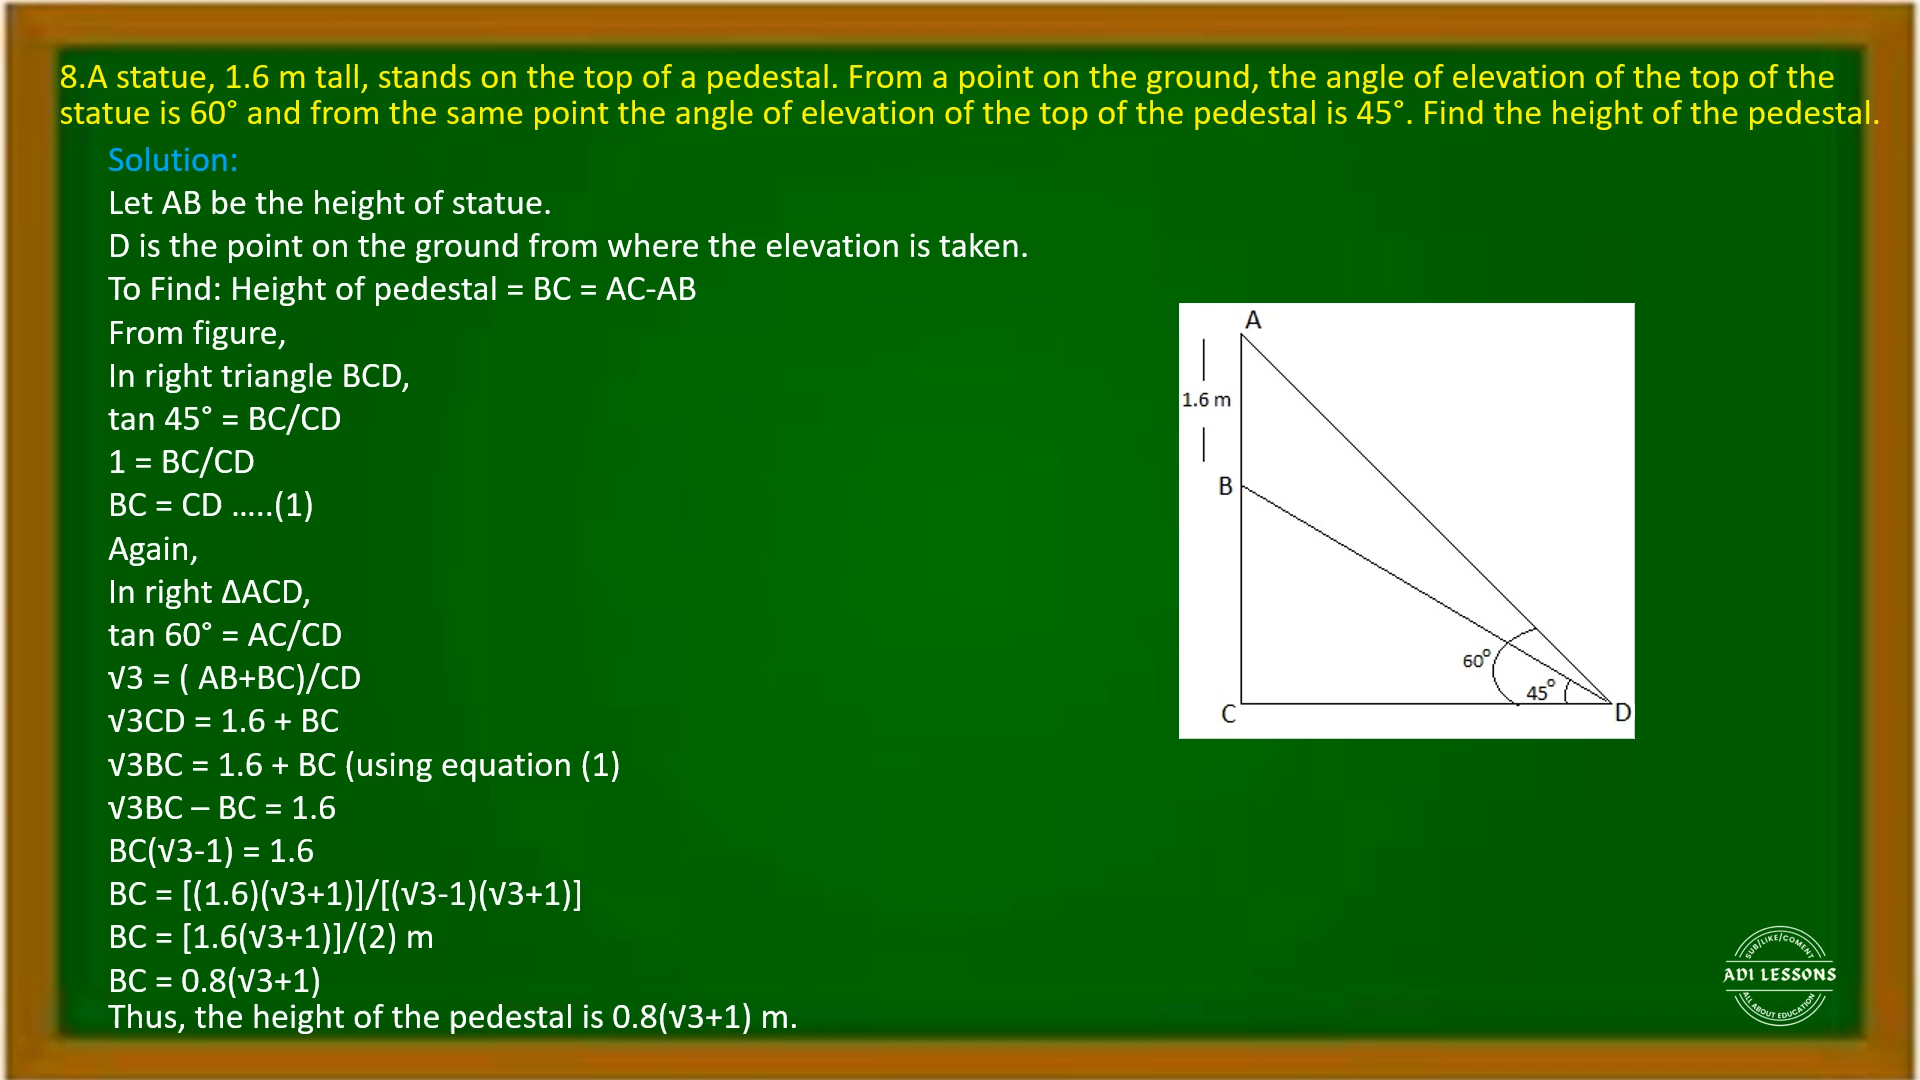 8.A statue, 1.6 m tall, stands on the top of a pedestal. From a point on the ground, the angle of elevation of the top of the
statue is 60° and from the same point the angle of elevation of the top of the pedestal is 45°. Find the height of the pedestal.
Solution:
Let AB be the height of statue.
D is the point on the ground from where the elevation is taken.
To Find: Height of pedestal = BC = AC-AB
From figure,
In right triangle BCD,
tan 45° = BC/CD
1 = BC/CD
BC = CD …..(1)
Again,
In right ΔACD,
tan 60° = AC/CD
√3 = ( AB+BC)/CD
√3CD = 1.6 + BC
√3BC = 1.6 + BC (using equation (1)
√3BC – BC = 1.6
BC(√3-1) = 1.6
BC = [(1.6)(√3+1)]/[(√3-1)(√3+1)]
BC = [1.6(√3+1)]/(2) m
BC = 0.8(√3+1)
Thus, the height of the pedestal is 0.8(√3+1) m.
A
1.6 m
B
60°
45°
C
D
SUB/LIKE/COMENT
ADI LESSONS
ALL ABOUT EDUCATION